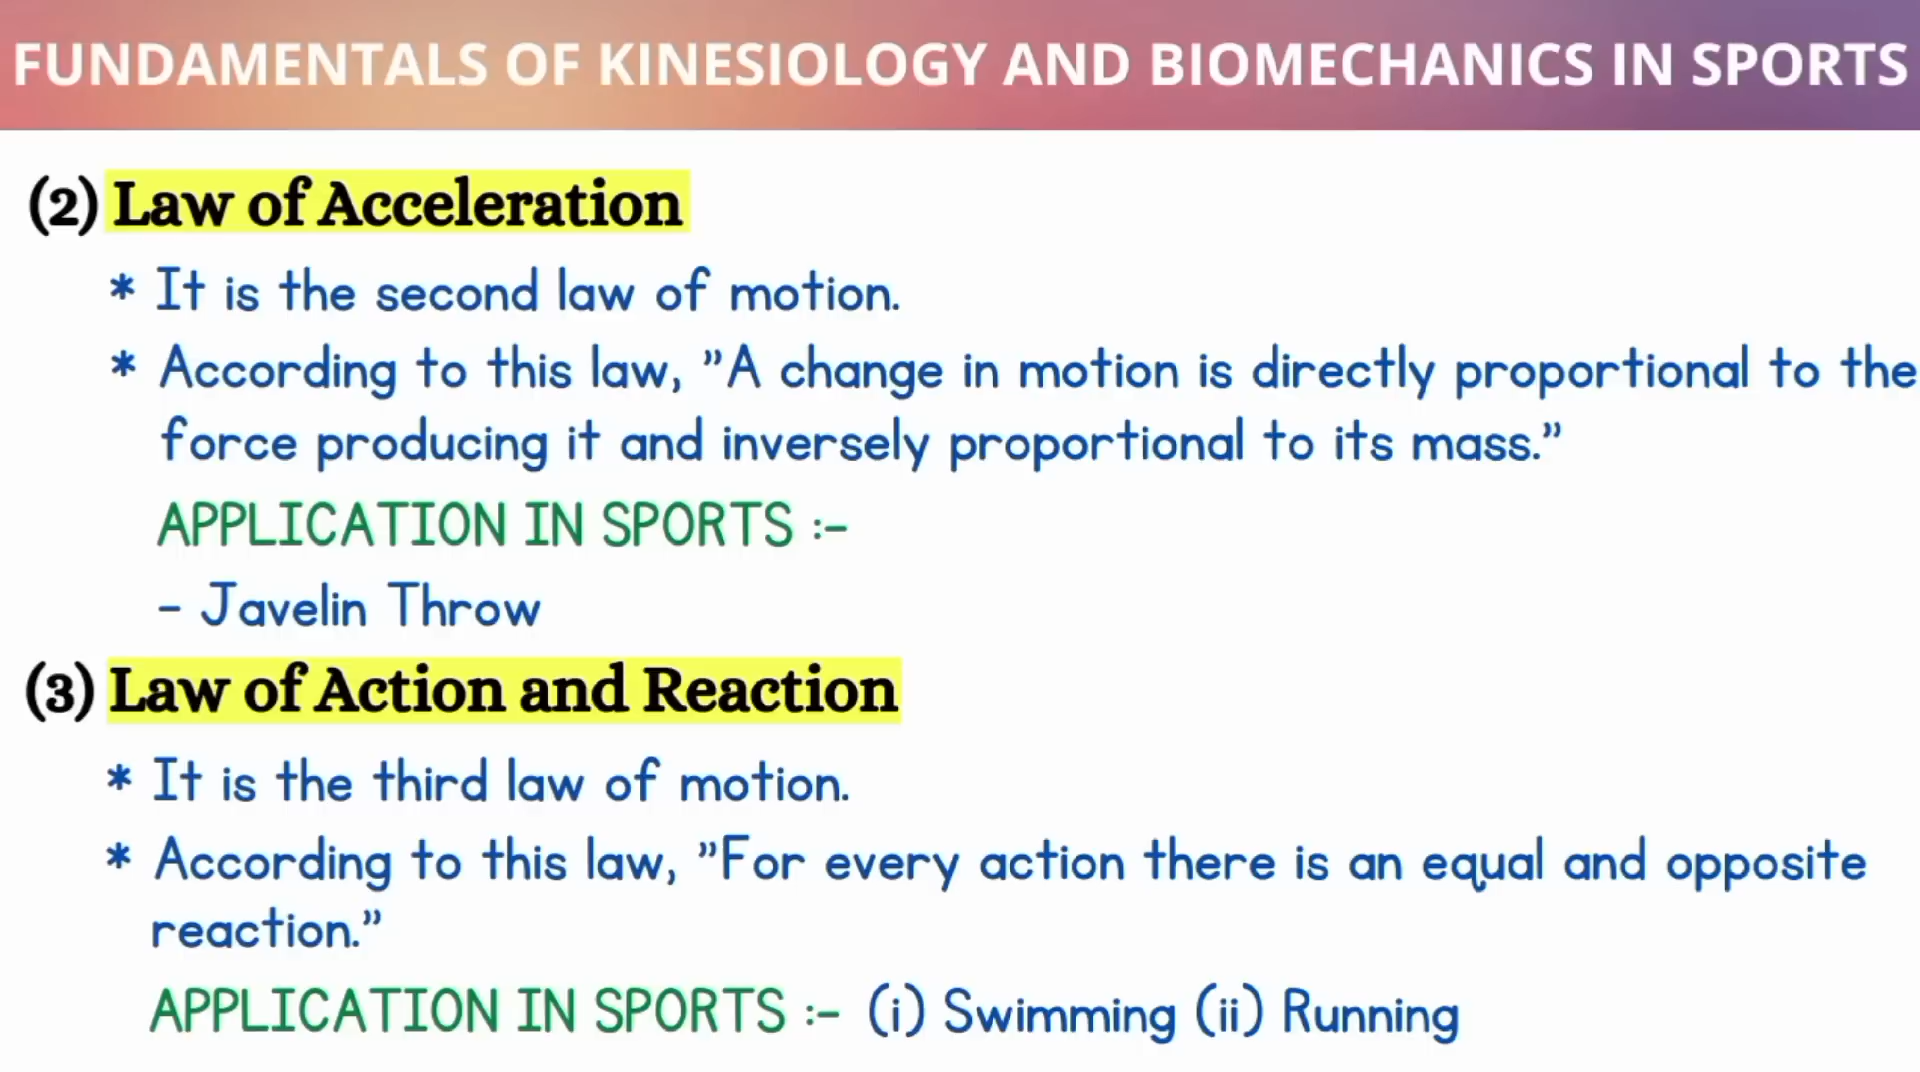 FUNDAMENTALS OF KINESIOLOGY AND BIOMECHANICS IN SPORTS
(2) Law of Acceleration
* It is the second law of motion.
* According to this law, ”A change in motion is directly proportional to the
force producing it and inversely proportional to its mass.”
APPLICATION IN SPORTS :-
- Javelin Throw
(3) Law of Action and Reaction
* It is the third law of motion.
* According to this law, ”For every action there is an equal and opposite
reaction.”
APPLICATION IN SPORTS :- (i) Swimming (ii) Running